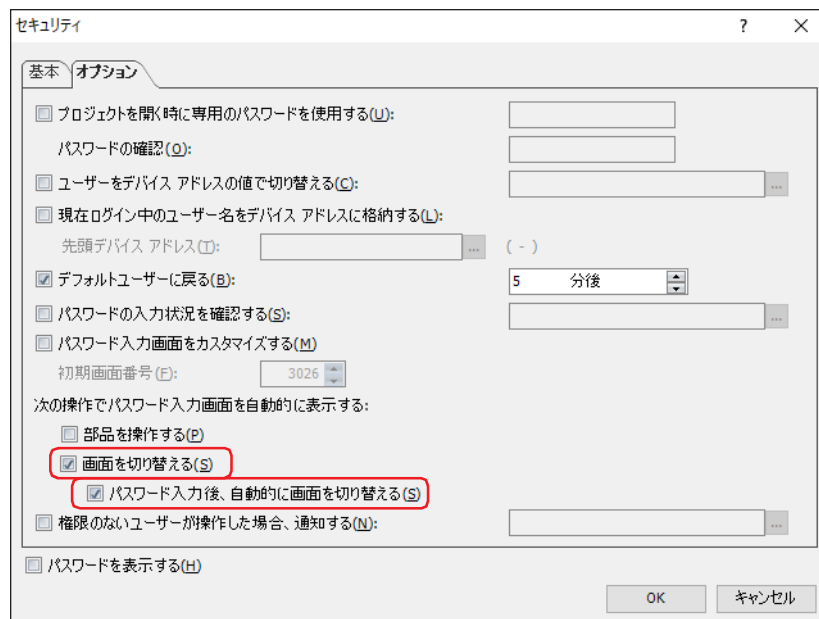 セキュリティ ?
基本 オプション
プロジェクトを開く時に専用のパスワードを使用する(U):
パスワードの確認(O):
ユーザーをデバイス アドレスの値で切り替える(C): ...
現在ログイン中のユーザー名をデバイス アドレスに格納する(L):
先頭デバイス アドレス(T): ... ( - )
デフォルトユーザーに戻る(B): 5 分後
パスワードの入力状況を確認する(S): ...
パスワード入力画面をカスタマイズする(M)
初期画面番号(F): 3026
次の操作でパスワード入力画面を自動的に表示する:
部品を操作する(P)
画面を切り替える(S)
パスワード入力後、自動的に画面を切り替える(S)
権限のないユーザーが操作した場合、通知する(N): ...
パスワードを表示する(H)
OK キャンセル